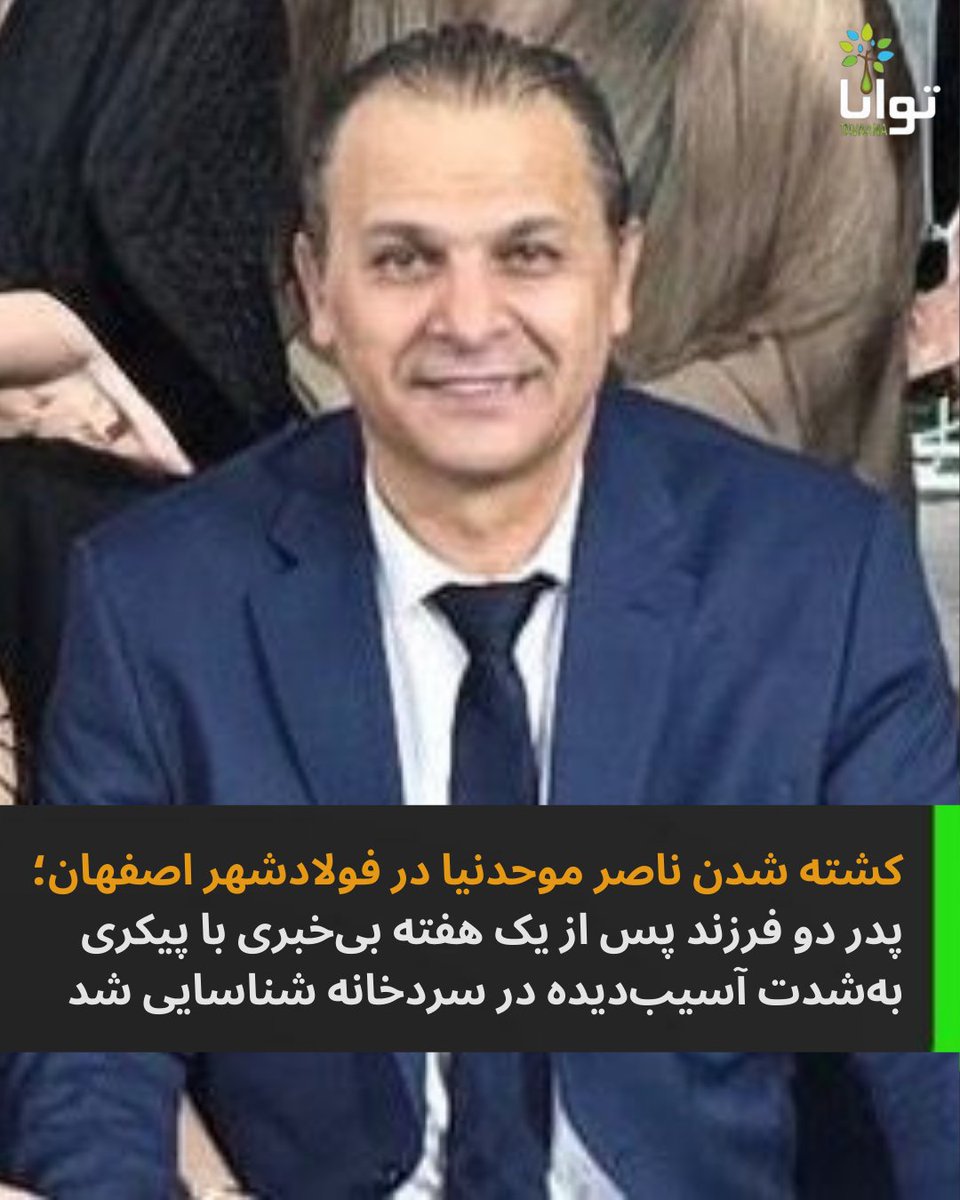 توانا
TAVAANA
کشته شدن ناصر موحدنیا در فولادشهر اصفهان؛
پدر دو فرزند پس از یک هفته بی‌خبری با پیکری
به‌شدت آسیب‌دیده در سردخانه شناسایی شد